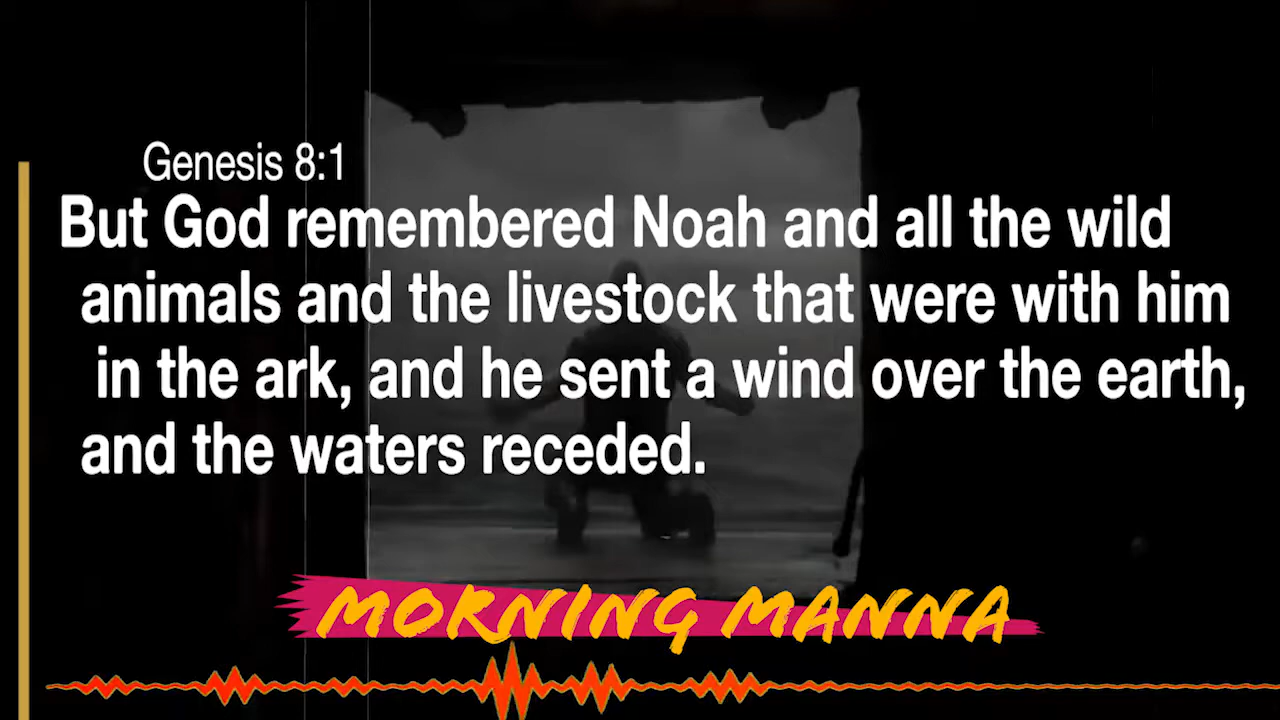 Genesis 8:1
But God remembered Noah and all the wild
animals and the livestock that were with him
in the ark, and he sent a wind over the earth,
and the waters receded.
MORNING MANNA